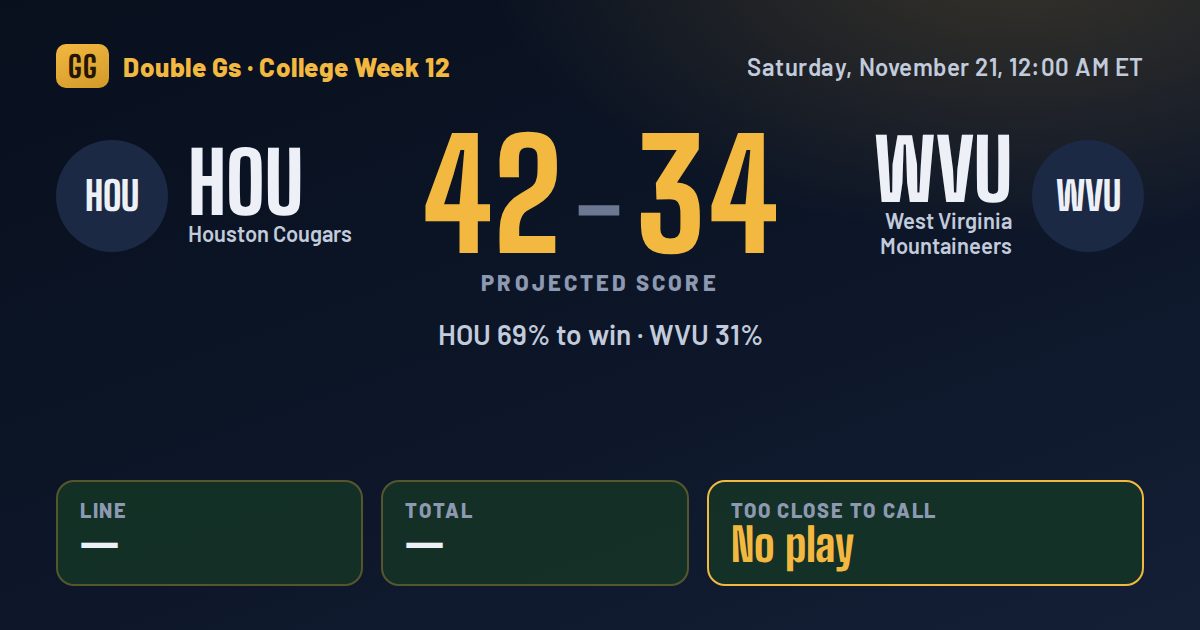 GG Double Gs · College Week 12
Saturday, November 21, 12:00 AM ET
HOU
HOU
Houston Cougars
42 – 34
PROJECTED SCORE
HOU 69% to win · WVU 31%
WVU
West Virginia
Mountaineers
WVU
LINE
—
TOTAL
—
TOO CLOSE TO CALL
No play